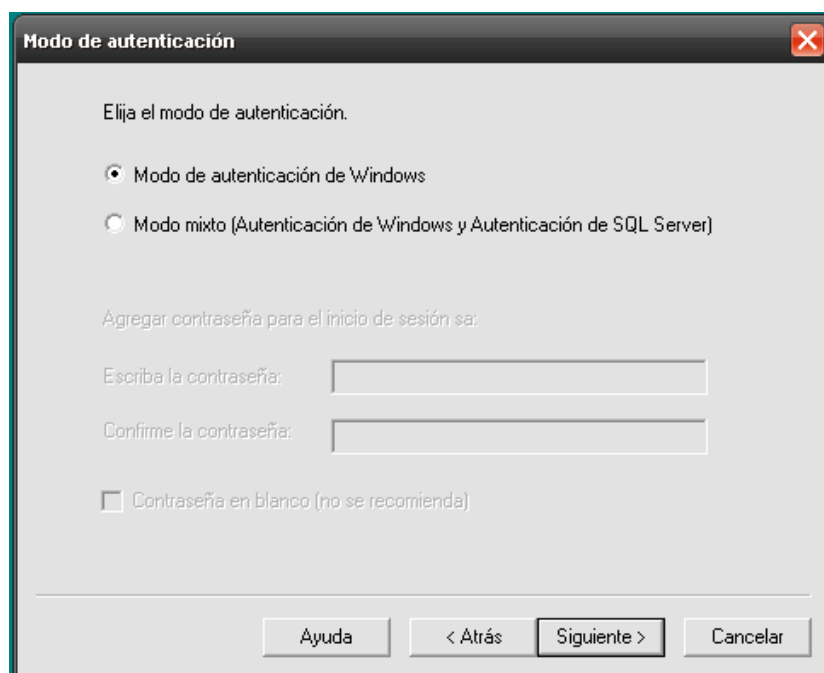 Modo de autenticación
Elija el modo de autenticación.
Modo de autenticación de Windows
Modo mixto (Autenticación de Windows y Autenticación de SQL Server)
Agregar contraseña para el inicio de sesión sa:
Escriba la contraseña:
Confirme la contraseña:
Contraseña en blanco (no se recomienda)
Ayuda < Atrás Siguiente > Cancelar